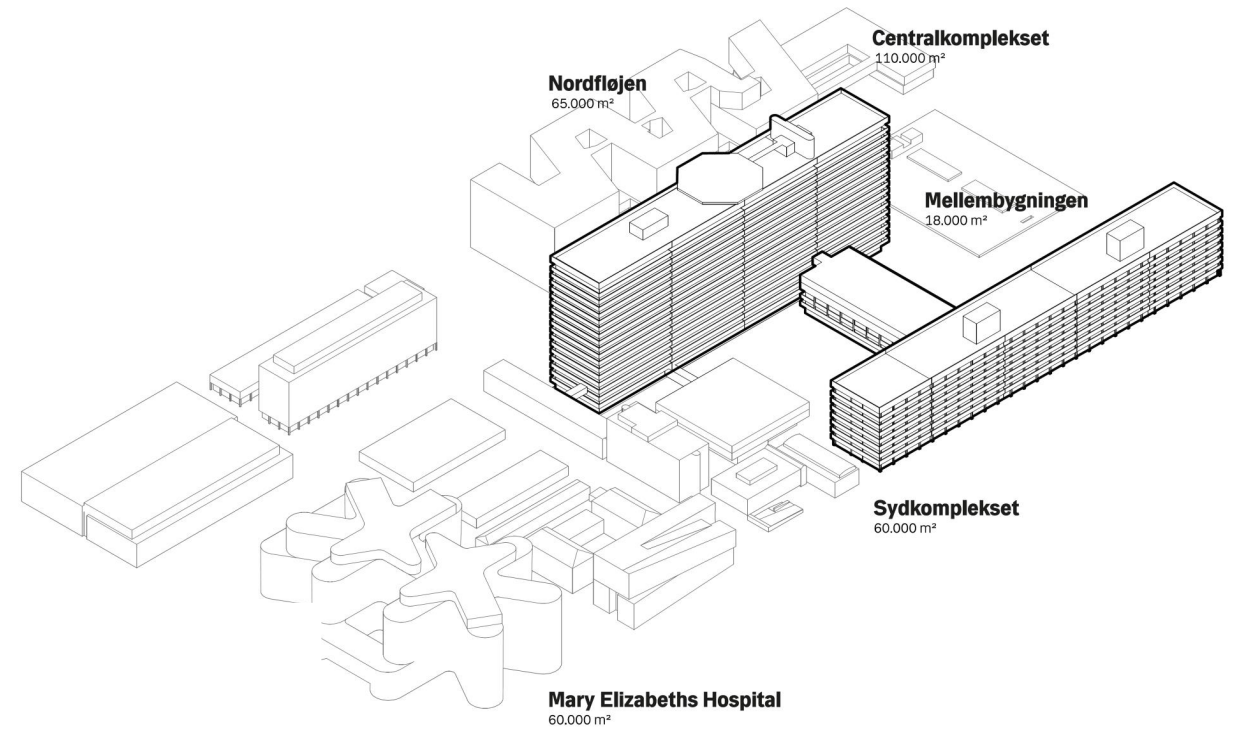 Centralkomplekset
110.000 m²
Nordfløjen
65.000 m²
Mellembygningen
18.000 m²
Sydkomplekset
60.000 m²
Mary Elizabeths Hospital
60.000 m²